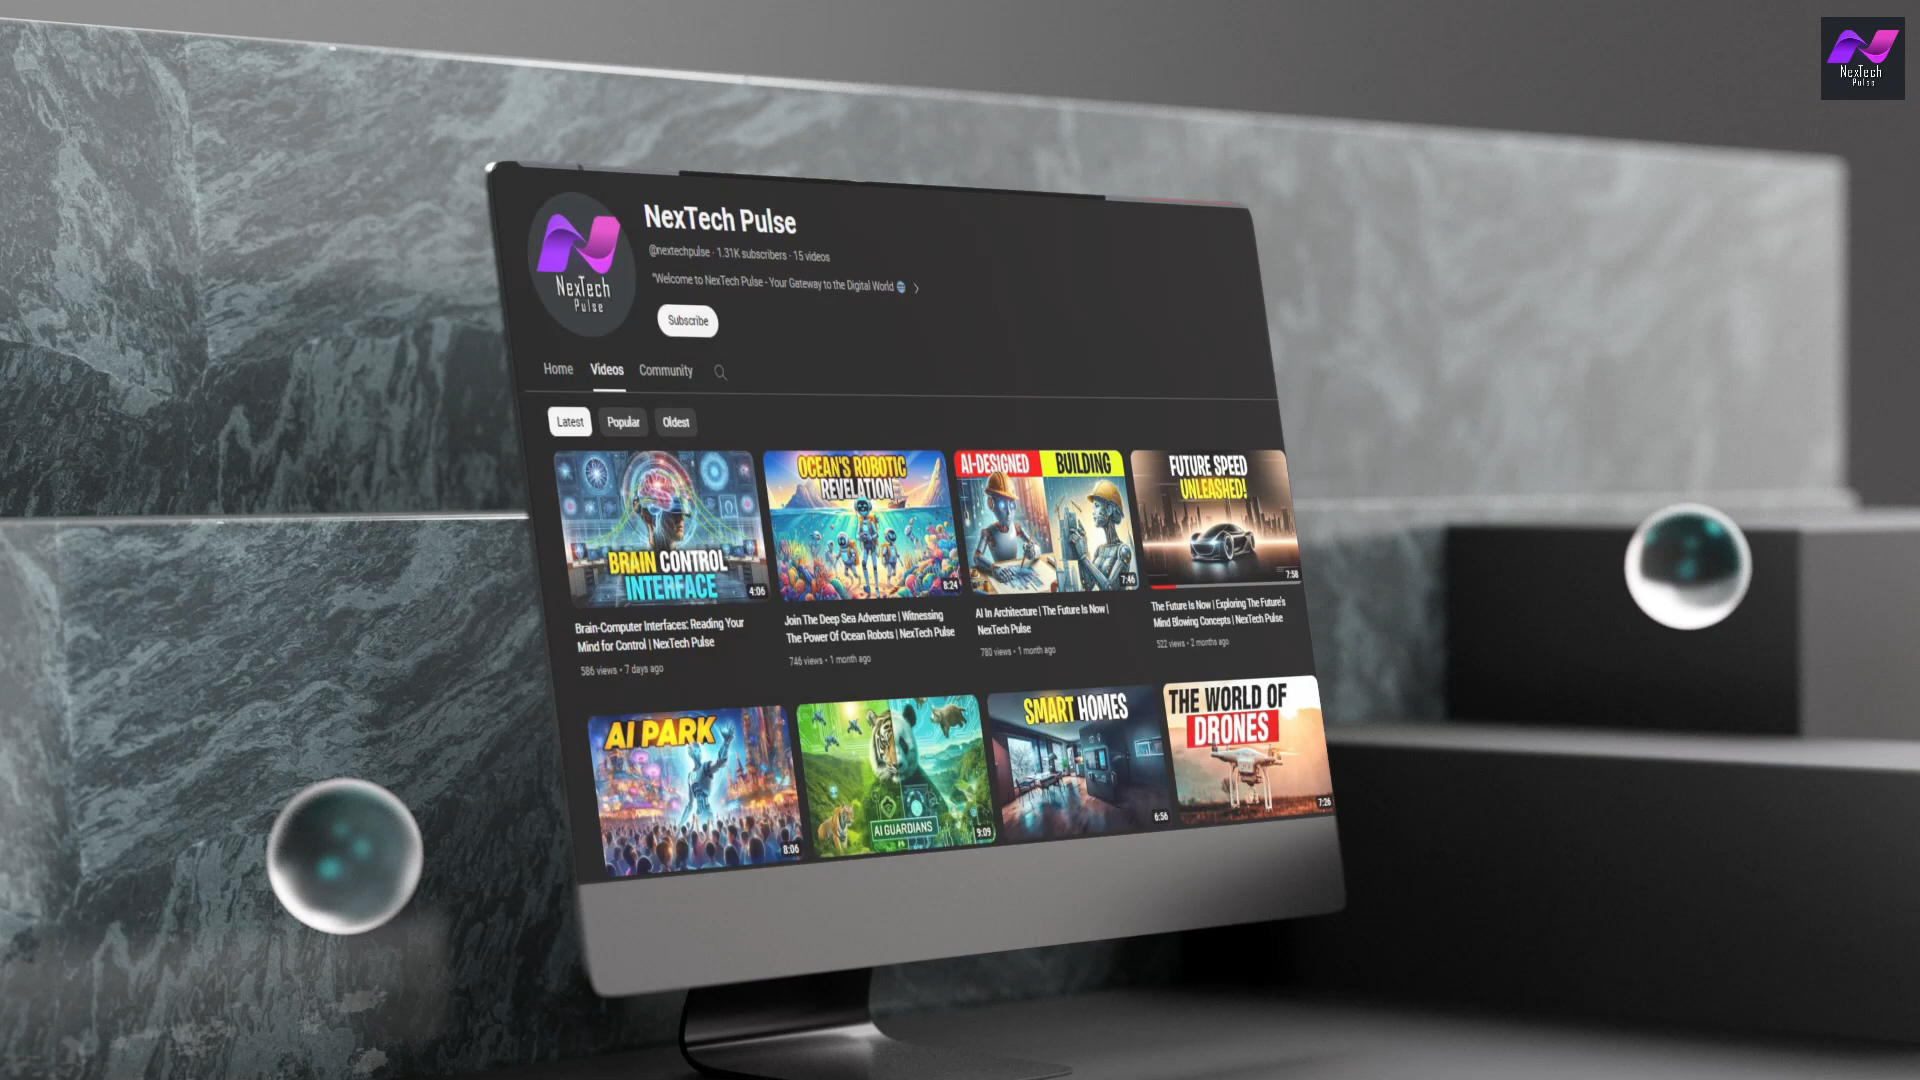 NexTech
Pulse
NexTech Pulse
@nextechpulse · 1.31K subscribers · 15 videos
"Welcome to NexTech Pulse - Your Gateway to the Digital World
Subscribe
NexTech
Pulse
Home Videos Community
Latest Popular Oldest
BRAIN CONTROL
INTERFACE
4:06
OCEAN'S ROBOTIC
REVELATION
8:24
AI-DESIGNED BUILDING
7:46
FUTURE SPEED
UNLEASHED!
7:58
Brain-Computer Interfaces: Reading Your
Mind for Control | NexTech Pulse
586 views • 7 days ago
Join The Deep Sea Adventure | Witnessing
The Power Of Ocean Robots | NexTech Pulse
746 views • 1 month ago
AI In Architecture | The Future Is Now |
NexTech Pulse
780 views • 1 month ago
The Future Is Now | Exploring The Future's
Mind Blowing Concepts | NexTech Pulse
522 views • 2 months ago
AI PARK
8:06
AI GUARDIANS
9:09
SMART HOMES
6:56
THE WORLD OF
DRONES
7:26